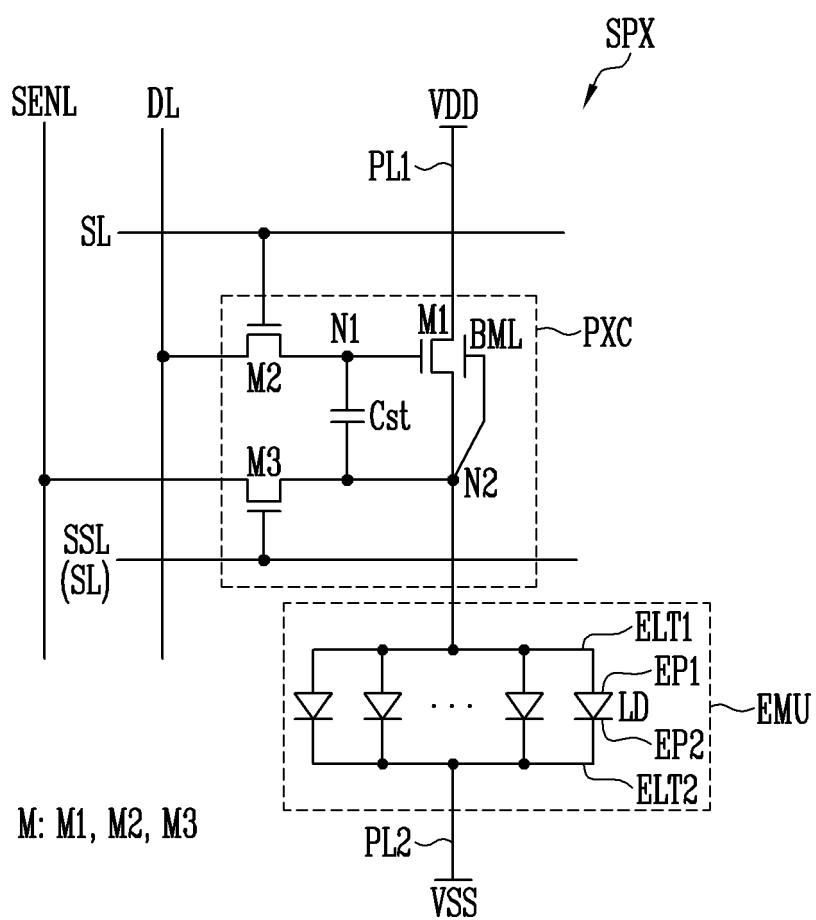 SPX
SENL
DL
VDD
PL1
SL
N1
M1
BML
PXC
M2
Cst
M3
N2
SSL
(SL)
ELT1
EP1
LD
EMU
EP2
ELT2
M: M1, M2, M3
PL2
VSS